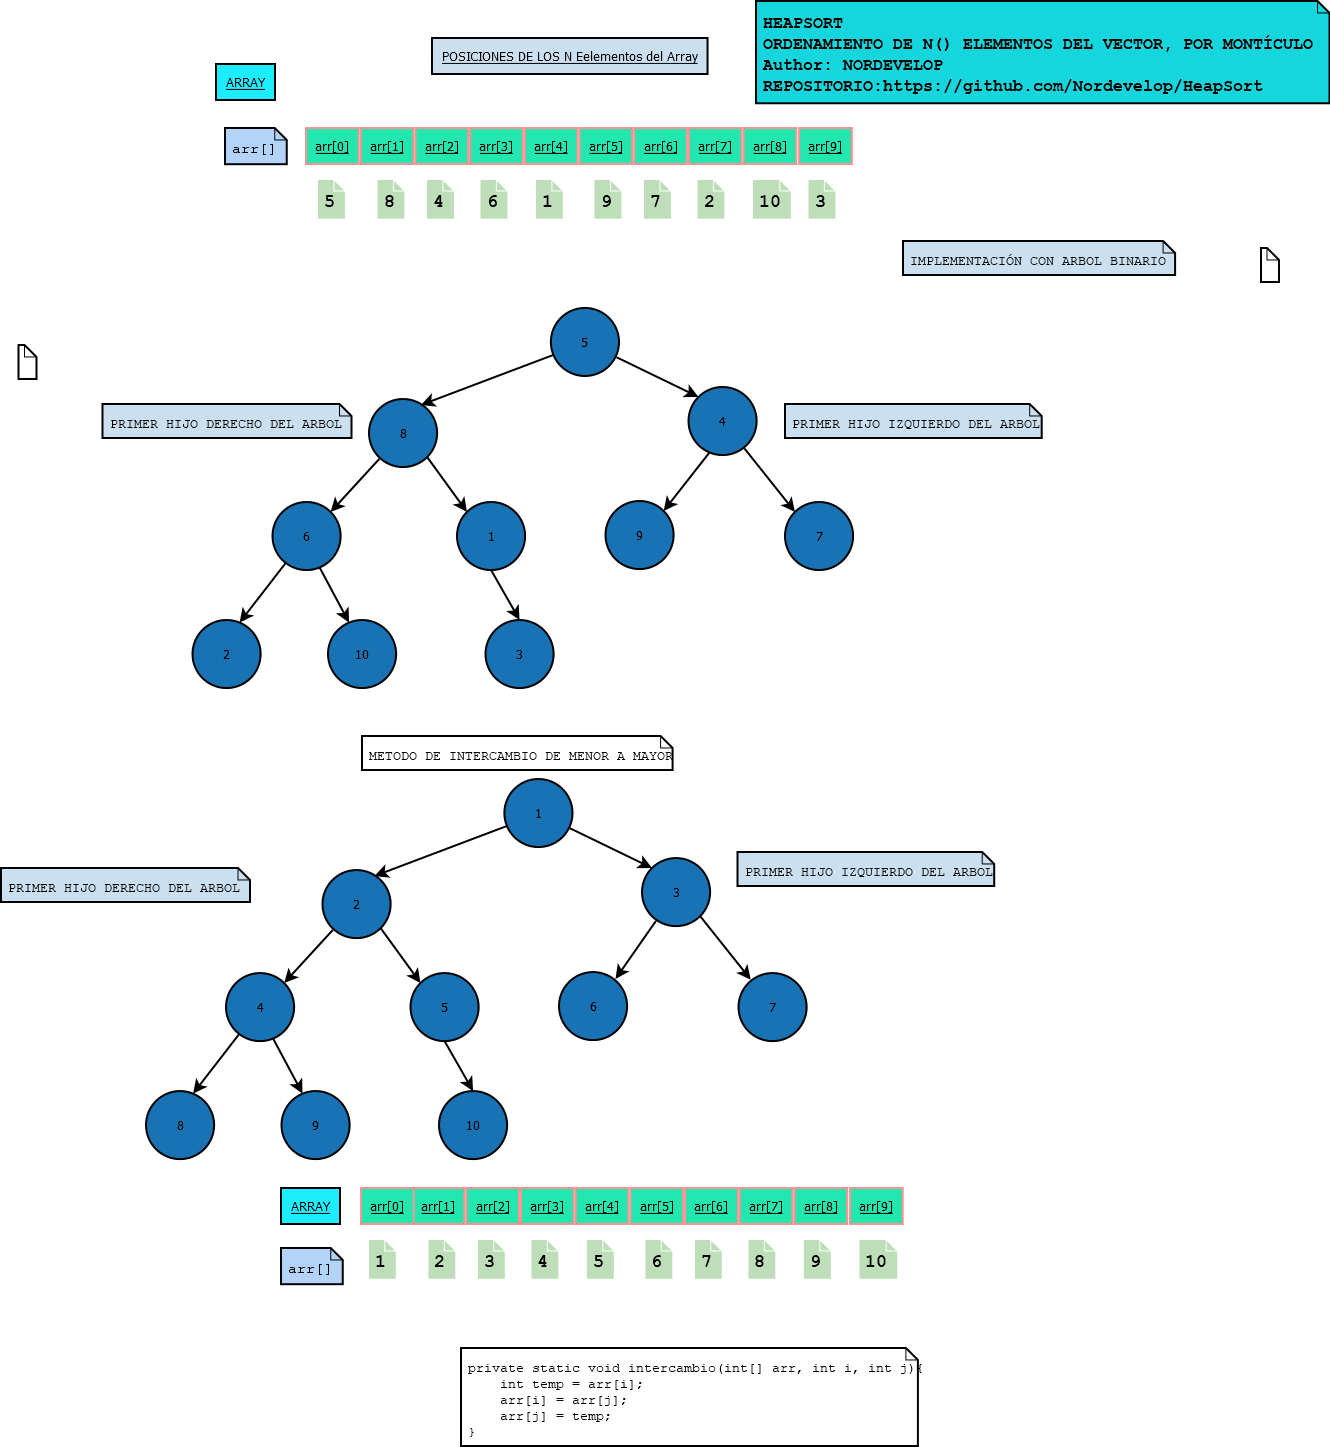 HEAPSORT
ORDENAMIENTO DE N() ELEMENTOS DEL VECTOR, POR MONTÍCULO
Author: NORDEVELOP
REPOSITORIO:https://github.com/Nordevelop/HeapSort
POSICIONES DE LOS N Eelementos del Array
ARRAY
arr[] arr[0] arr[1] arr[2] arr[3] arr[4] arr[5] arr[6] arr[7] arr[8] arr[9]
5 8 4 6 1 9 7 2 10 3
IMPLEMENTACIÓN CON ARBOL BINARIO
5
PRIMER HIJO DERECHO DEL ARBOL
8
4
PRIMER HIJO IZQUIERDO DEL ARBOL
6 1 9 7
2 10 3
METODO DE INTERCAMBIO DE MENOR A MAYOR
1
PRIMER HIJO DERECHO DEL ARBOL
2
3
PRIMER HIJO IZQUIERDO DEL ARBOL
4 5 6 7
8 9 10
ARRAY arr[0] arr[1] arr[2] arr[3] arr[4] arr[5] arr[6] arr[7] arr[8] arr[9]
arr[] 1 2 3 4 5 6 7 8 9 10
private static void intercambio(int[] arr, int i, int j){
    int temp = arr[i];
    arr[i] = arr[j];
    arr[j] = temp;
}